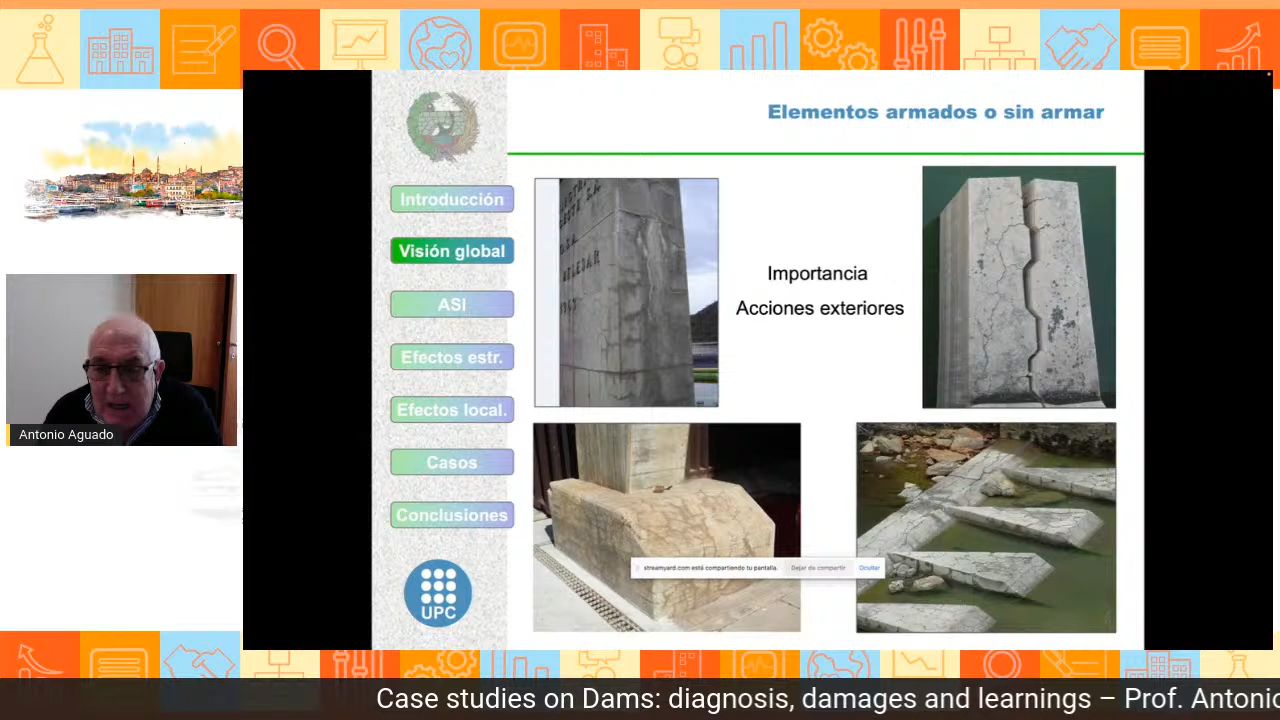 Elementos armados o sin armar
Introducción
Visión global
ASI
Efectos estr.
Efectos local.
Casos
Conclusiones
UPC
Importancia
Acciones exteriores
streamyard.com está compartiendo tu pantalla.
Dejar de compartir
Ocultar
Antonio Aguado
Case studies on Dams: diagnosis, damages and learnings – Prof. Antonio